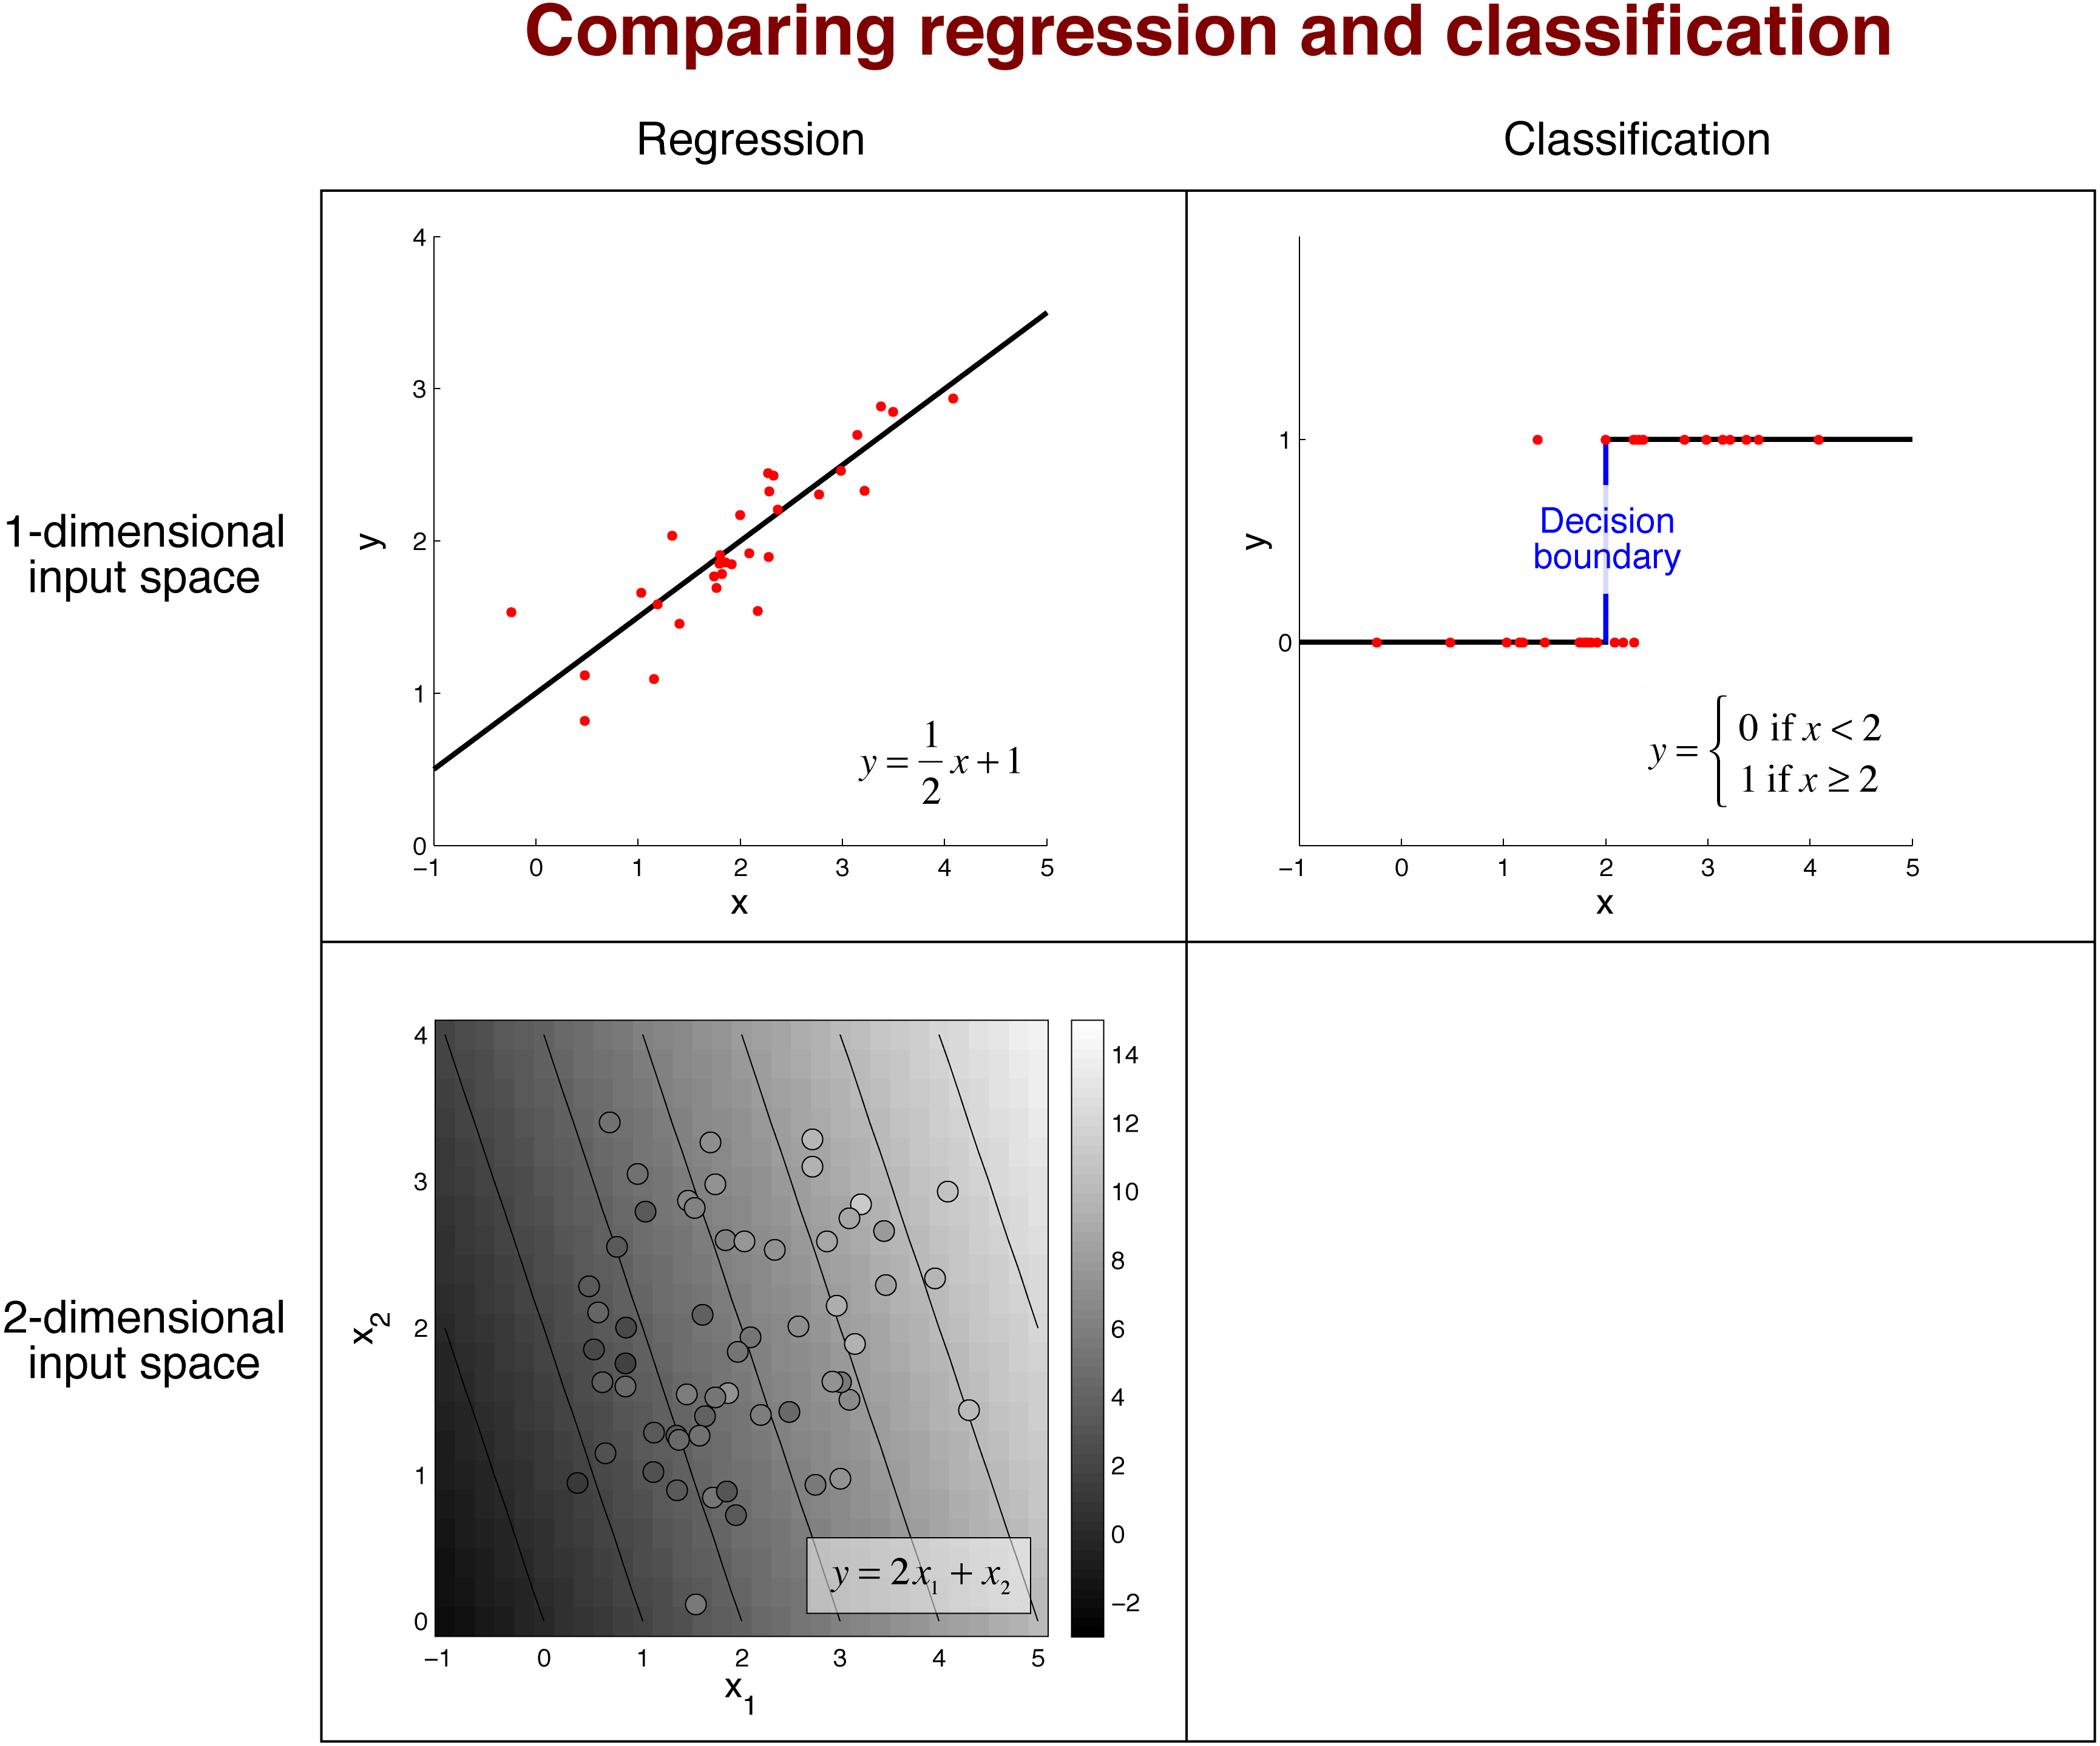 Comparing regression and classification
Regression
Classification
1-dimensional
input space
4
3
2
1
0
y
−1 0 1 2 3 4 5
x
y = 1/2 x + 1
1
0
y
Decision
boundary
y = { 0 if x < 2
1 if x ≥ 2
−1 0 1 2 3 4 5
x
2-dimensional
input space
4
3
2
1
0
x₂
−1 0 1 2 3 4 5
x₁
y = 2x₁ + x₂
14
12
10
8
6
4
2
0
−2